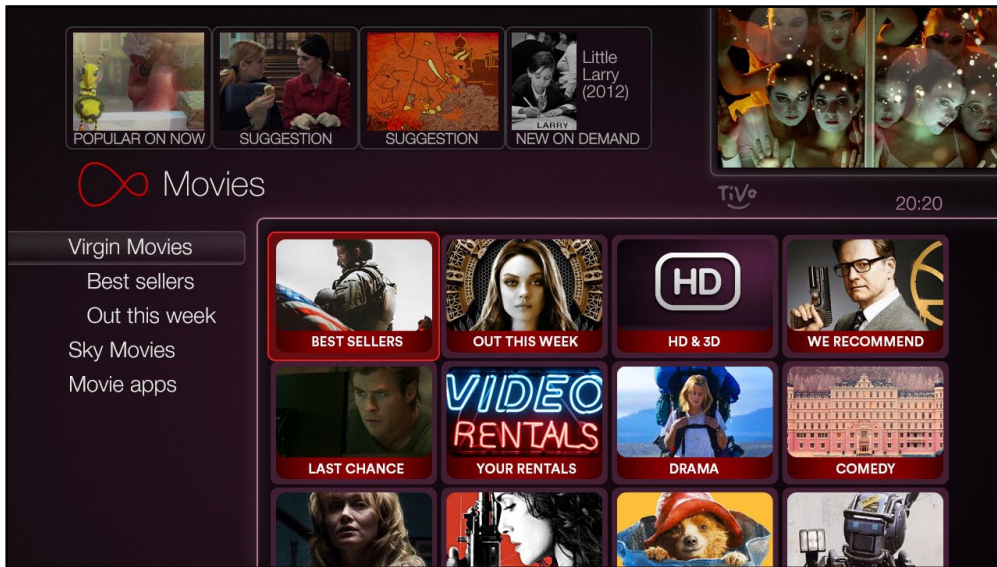 Little
Larry
(2012)
LARRY
POPULAR ON NOW
SUGGESTION
SUGGESTION
NEW ON DEMAND
Movies
TiVo
20:20
Virgin Movies
Best sellers
Out this week
Sky Movies
Movie apps
BEST SELLERS
OUT THIS WEEK
HD
HD & 3D
WE RECOMMEND
LAST CHANCE
VIDEO
RENTALS
YOUR RENTALS
DRAMA
COMEDY